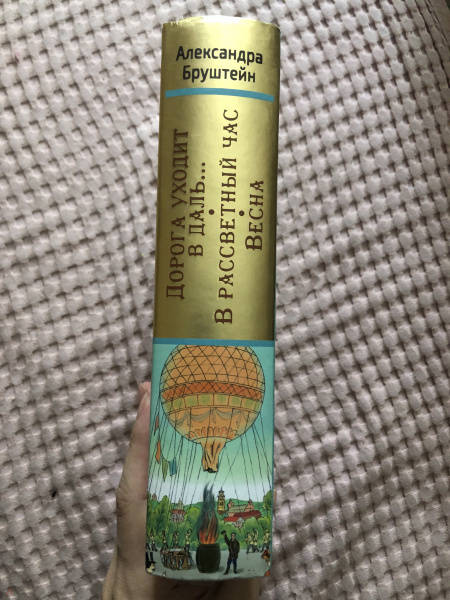 Александра
Бруштейн
Дорога уходит
в даль...
•
В рассветный час
•
Весна